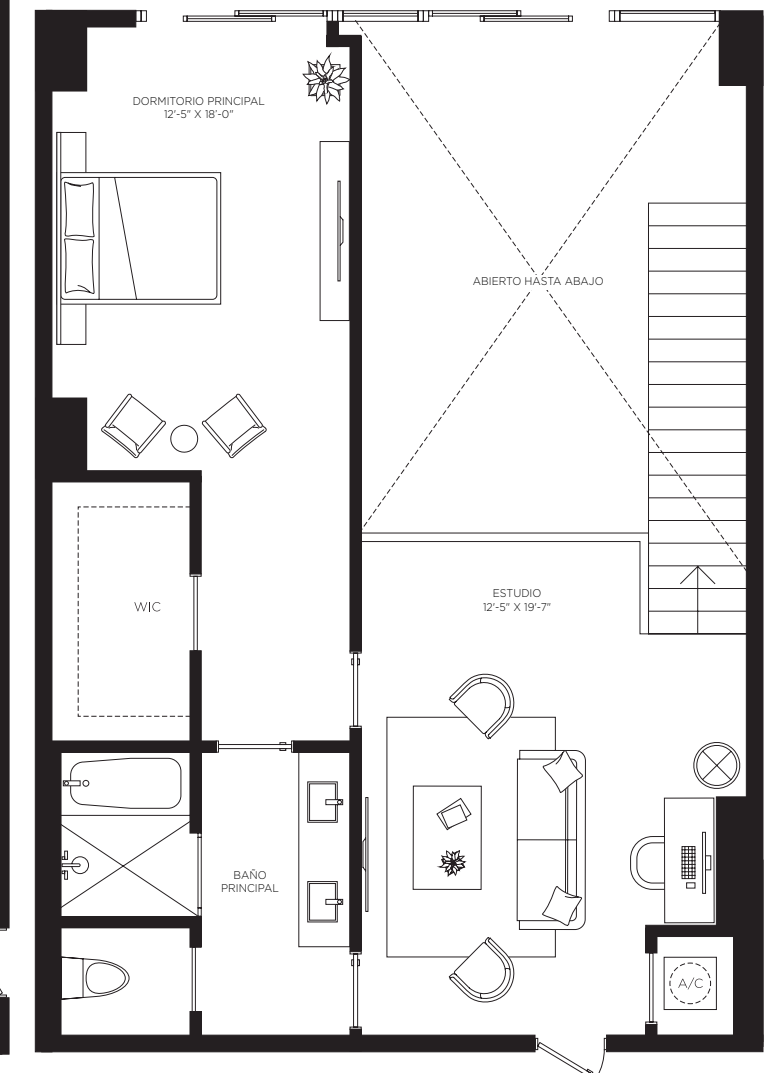 DORMITORIO PRINCIPAL
12'-5" X 18'-0"
ABIERTO HASTA ABAJO
ESTUDIO
12'-5" X 19'-7"
WIC
BAÑO
PRINCIPAL
A/C